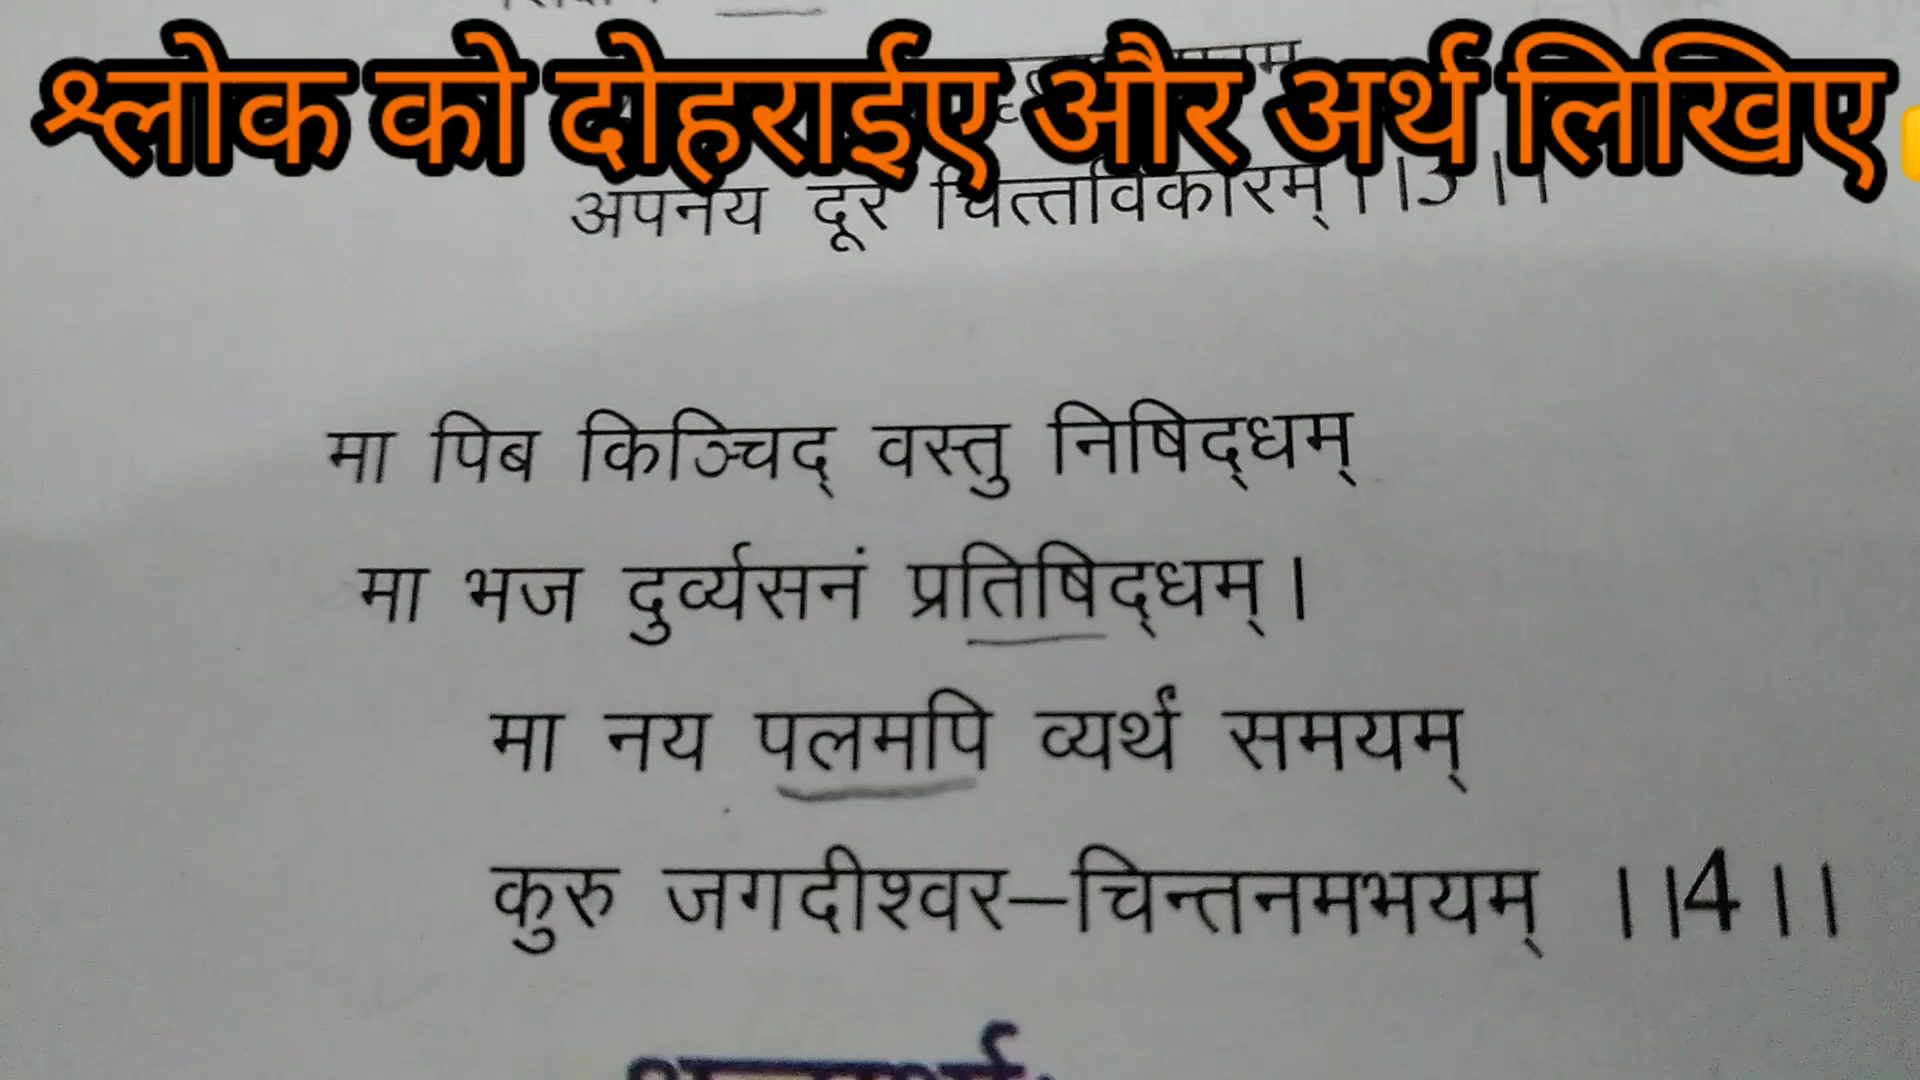 श्लोक को दोहराईए और अर्थ लिखिए
अपनय दूरं चित्तविकारम् ।।3।।
मा पिब किञ्चिद् वस्तु निषिद्धम्
मा भज दुर्व्यसनं प्रतिषिद्धम् ।
मा नय पलमपि व्यर्थं समयम्
कुरु जगदीश्वर–चिन्तनमभयम् ।।4।।